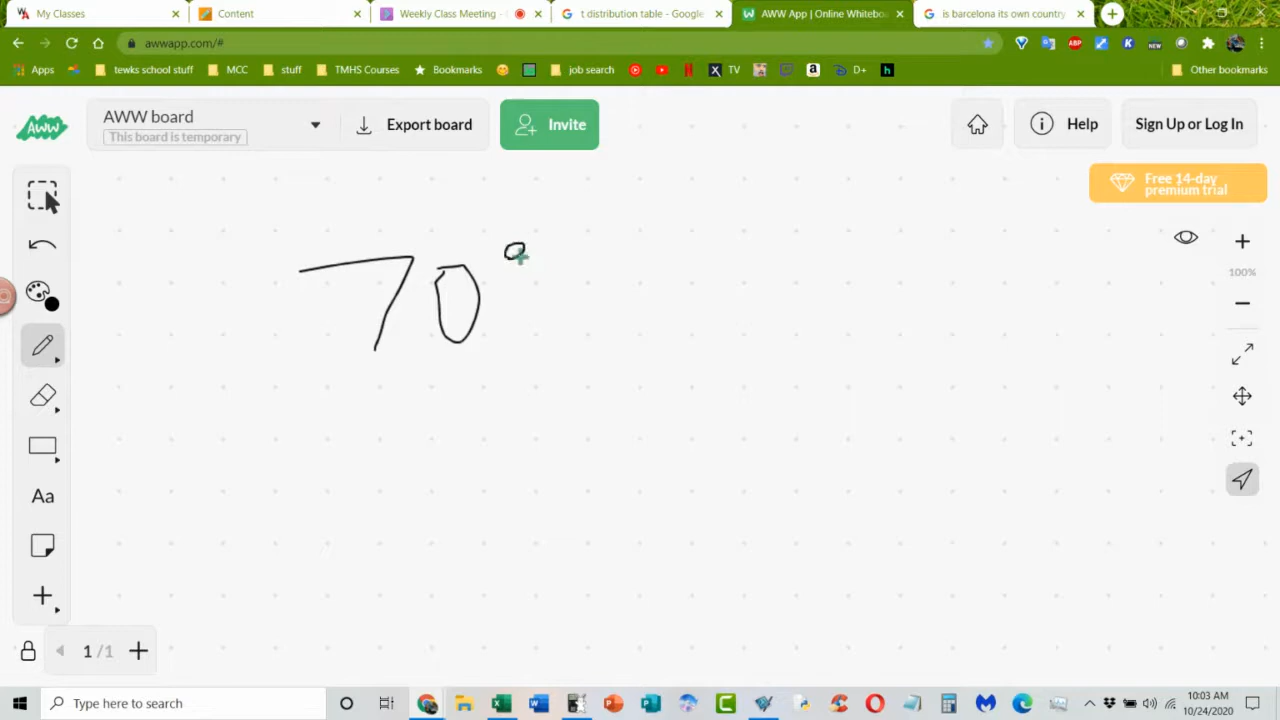 My Classes
Content
Weekly Class Meeting -
t distribution table - Google
AWW App | Online Whitebo
is barcelona its own country
awwapp.com/#
Apps
tewks school stuff
MCC
stuff
TMHS Courses
Bookmarks
job search
TV
D+
Other bookmarks
AWW
AWW board
This board is temporary
Export board
Invite
Help
Sign Up or Log In
Free 14-day
premium trial
70°
100%
Aa
1 / 1
Type here to search
10:03 AM
10/24/2020